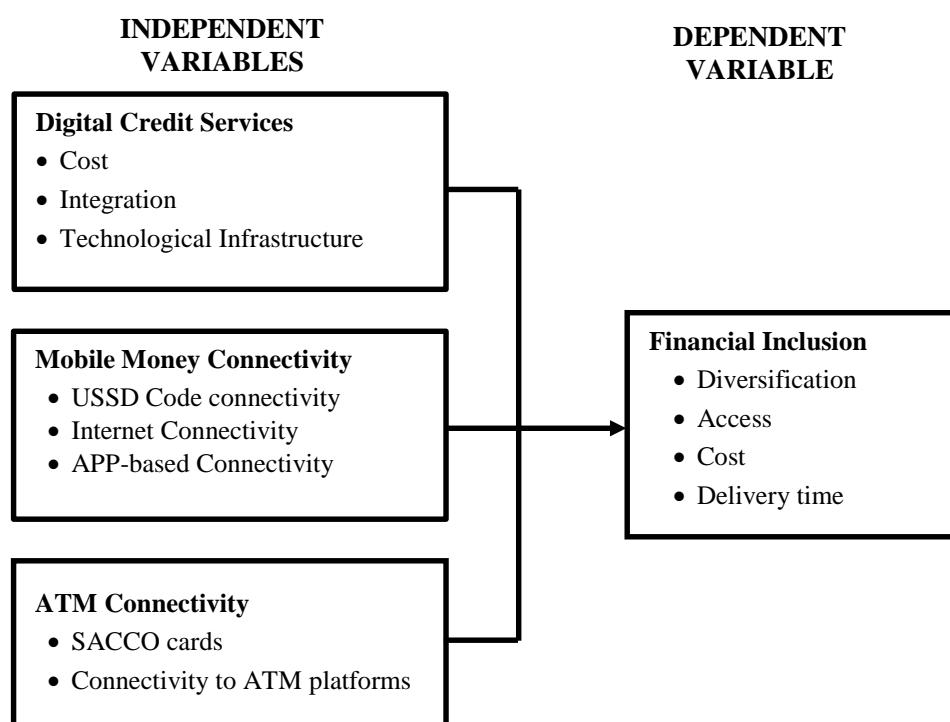 INDEPENDENT
VARIABLES
DEPENDENT
VARIABLE
Digital Credit Services
• Cost
• Integration
• Technological Infrastructure
Mobile Money Connectivity
• USSD Code connectivity
• Internet Connectivity
• APP-based Connectivity
ATM Connectivity
• SACCO cards
• Connectivity to ATM platforms
Financial Inclusion
• Diversification
• Access
• Cost
• Delivery time